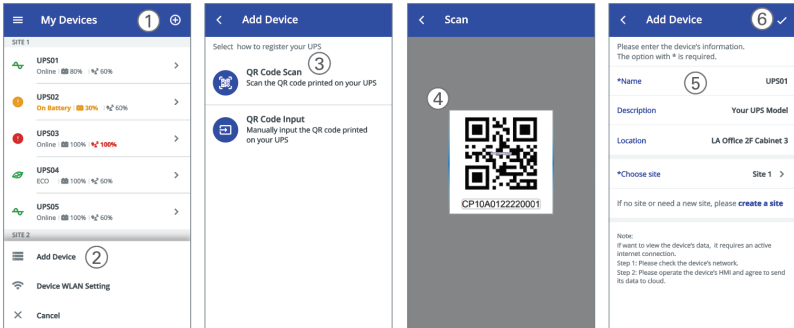 My Devices
1
SITE 1
UPS01
Online | 80% | 60%
UPS02
On Battery | 30% | 60%
UPS03
Online | 100% | 100%
UPS04
ECO | 100% | 60%
UPS05
Online | 100% | 60%
SITE 2
Add Device
2
Device WLAN Setting
Cancel
Add Device
Select how to register your UPS
3
QR Code Scan
Scan the QR code printed on your UPS
QR Code Input
Manually input the QR code printed
on your UPS
Scan
4
CP10A0122220001
Add Device
6
Please enter the device's information.
The option with * is required.
*Name
5
UPS01
Description
Your UPS Model
Location
LA Office 2F Cabinet 3
*Choose site
Site 1
If no site or need a new site, please create a site
Note:
If want to view the device's data, it requires an active
internet connection.
Step 1: Please check the device's network.
Step 2: Please operate the device's HMI and agree to send
its data to cloud.